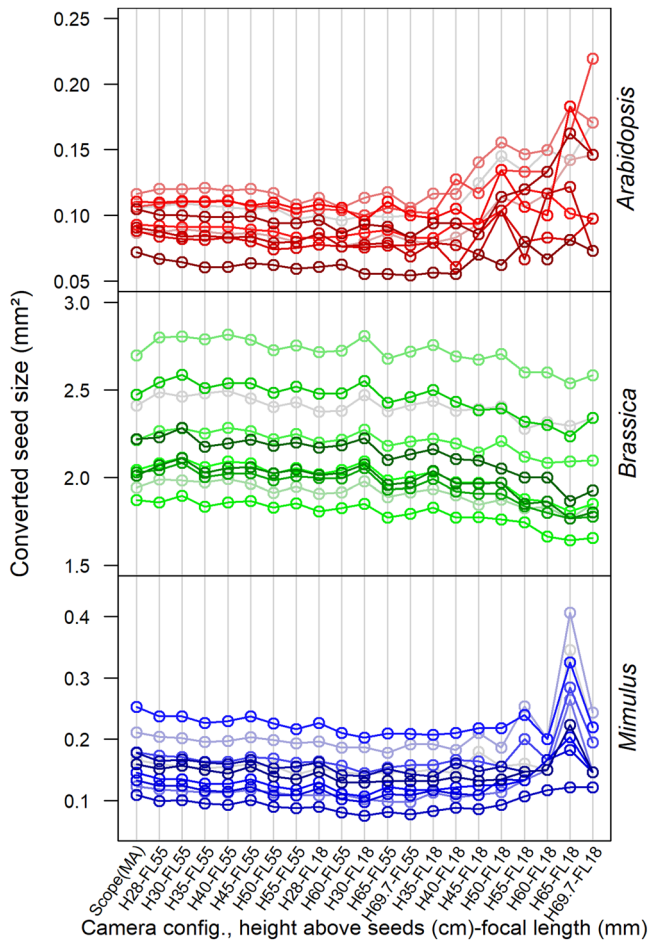 0.25
0.20
0.15
0.10
0.05
Arabidopsis
3.0
2.5
2.0
1.5
Brassica
0.4
0.3
0.2
0.1
Mimulus
Converted seed size (mm²)
Scope(MA)
H28-FL55
H30-FL55
H35-FL55
H40-FL55
H45-FL55
H50-FL55
H55-FL55
H28-FL18
H60-FL55
H30-FL18
H65-FL55
H69.7-FL55
H35-FL18
H40-FL18
H45-FL18
H50-FL18
H55-FL18
H60-FL18
H65-FL18
H69.7-FL18
Camera config., height above seeds (cm)-focal length (mm)